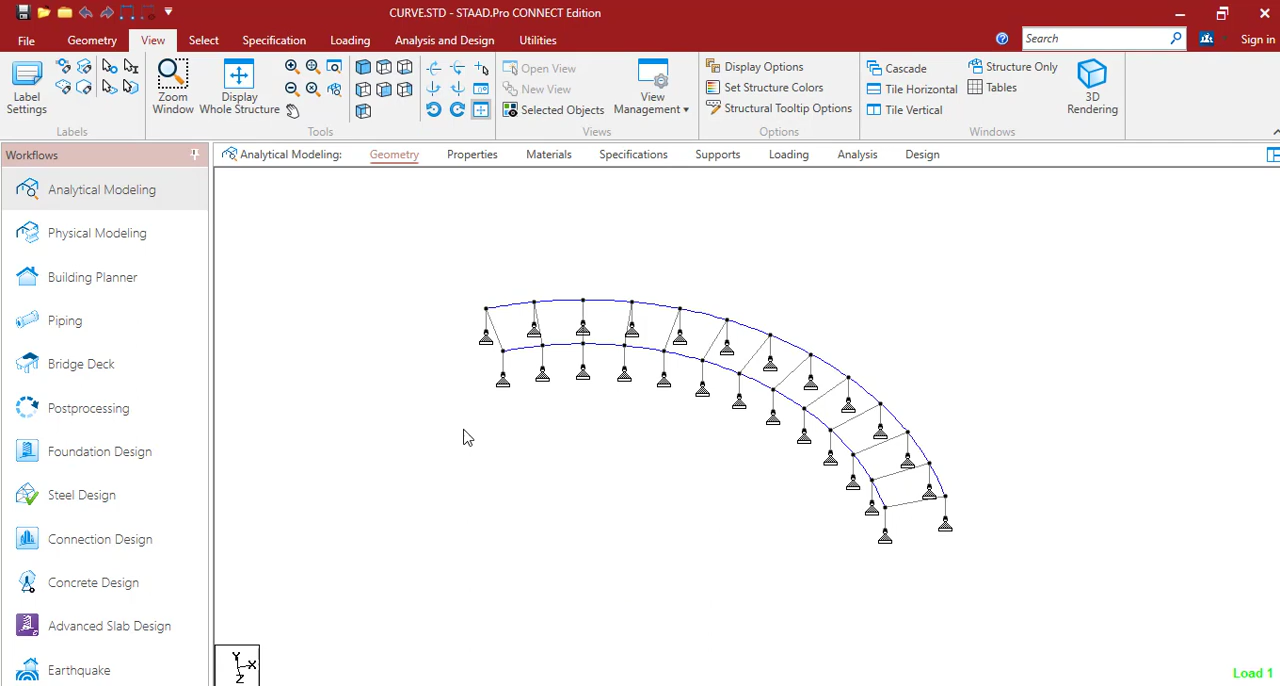 CURVE.STD - STAAD.Pro CONNECT Edition
File Geometry View Select Specification Loading Analysis and Design Utilities Search Sign in
Label Settings
Labels
Zoom Window
Display Whole Structure
Tools
Open View
New View
Selected Objects
View Management
Views
Display Options
Set Structure Colors
Structural Tooltip Options
Options
Cascade
Tile Horizontal
Tile Vertical
Structure Only
Tables
Windows
3D Rendering
Workflows
Analytical Modeling: Geometry Properties Materials Specifications Supports Loading Analysis Design
Analytical Modeling
Physical Modeling
Building Planner
Piping
Bridge Deck
Postprocessing
Foundation Design
Steel Design
Connection Design
Concrete Design
Advanced Slab Design
Earthquake
Y
X
Z
Load 1